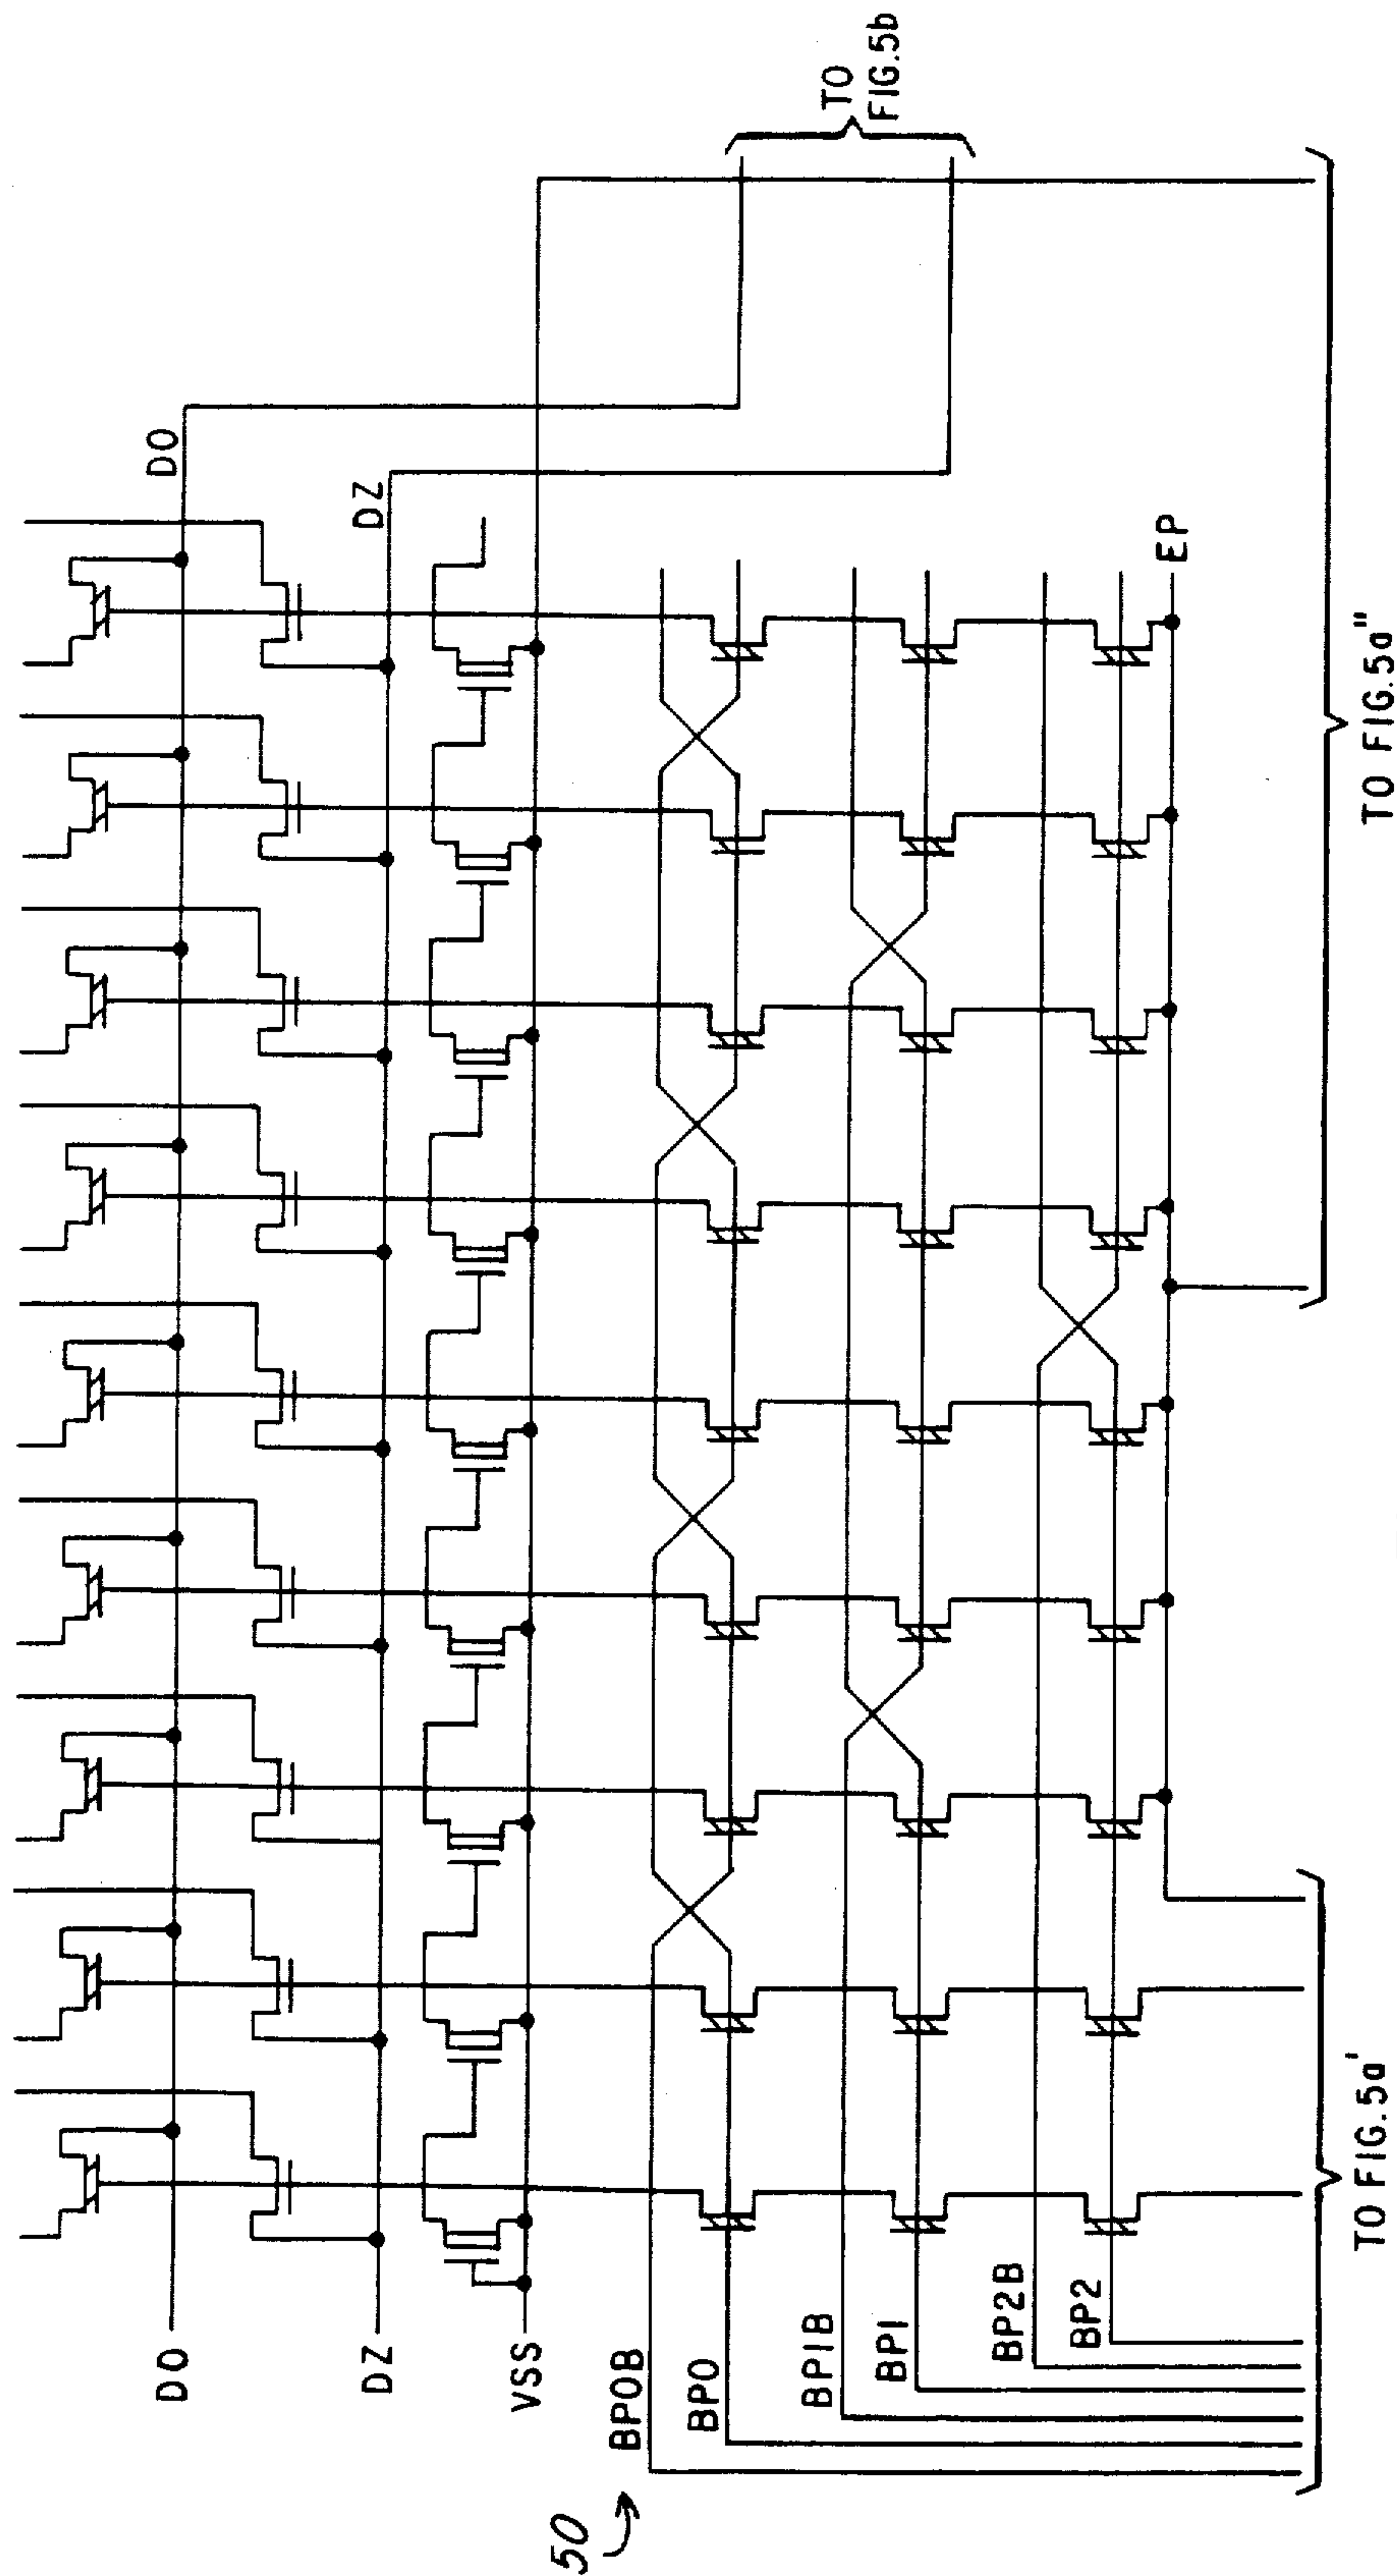 DO
DO
TO
FIG.5b
DZ
DZ
VSS
BP0B
BP0
BP1B
BP1
BP2B
BP2
EP
50
TO FIG.5a'
TO FIG.5a"